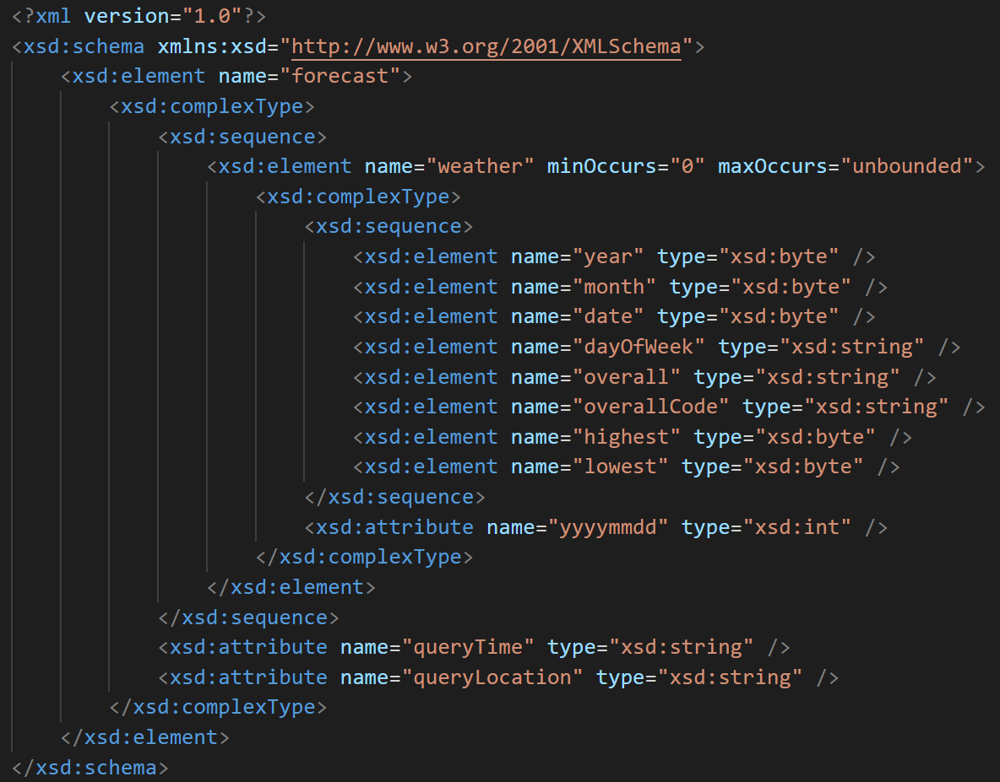 <?xml version="1.0"?>
<xsd:schema xmlns:xsd="http://www.w3.org/2001/XMLSchema">
    <xsd:element name="forecast">
        <xsd:complexType>
            <xsd:sequence>
                <xsd:element name="weather" minOccurs="0" maxOccurs="unbounded">
                    <xsd:complexType>
                        <xsd:sequence>
                            <xsd:element name="year" type="xsd:byte" />
                            <xsd:element name="month" type="xsd:byte" />
                            <xsd:element name="date" type="xsd:byte" />
                            <xsd:element name="dayOfWeek" type="xsd:string" />
                            <xsd:element name="overall" type="xsd:string" />
                            <xsd:element name="overallCode" type="xsd:string" />
                            <xsd:element name="highest" type="xsd:byte" />
                            <xsd:element name="lowest" type="xsd:byte" />
                        </xsd:sequence>
                        <xsd:attribute name="yyyymmdd" type="xsd:int" />
                    </xsd:complexType>
                </xsd:element>
            </xsd:sequence>
            <xsd:attribute name="queryTime" type="xsd:string" />
            <xsd:attribute name="queryLocation" type="xsd:string" />
        </xsd:complexType>
    </xsd:element>
</xsd:schema>